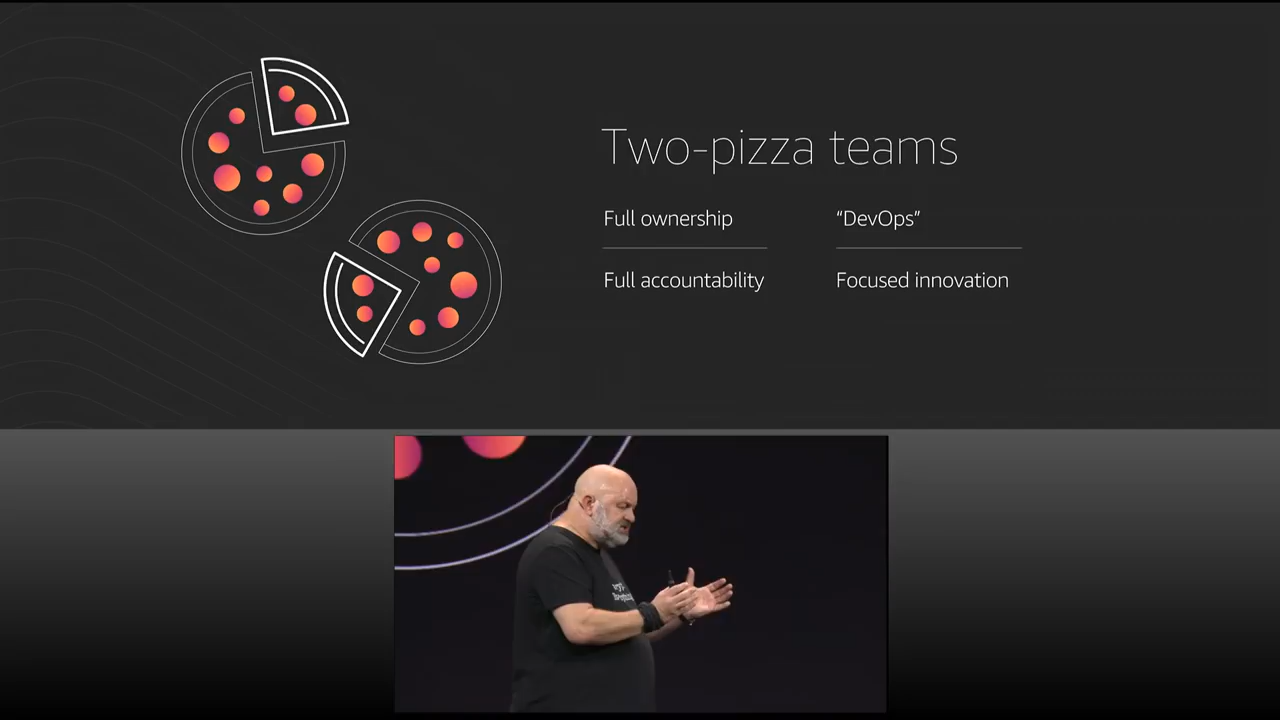 Two-pizza teams
Full ownership
“DevOps”
Full accountability
Focused innovation